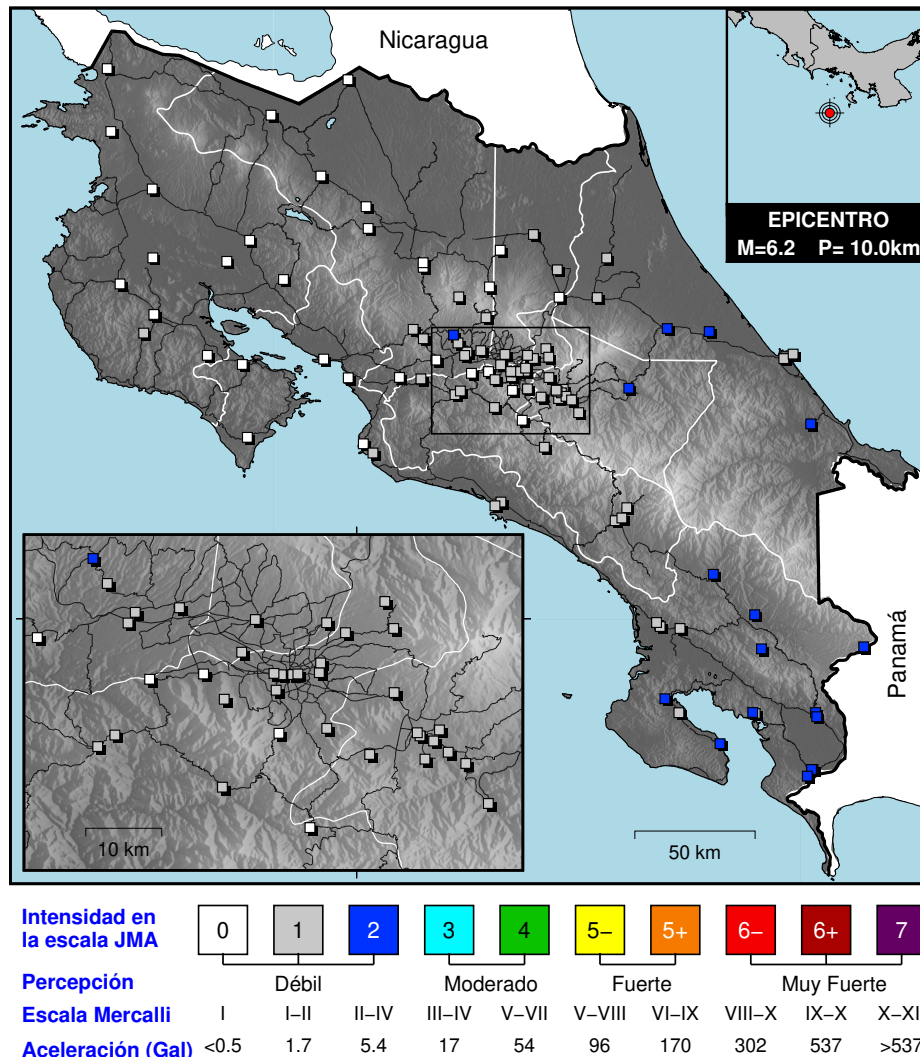 Nicaragua
EPICENTRO
M=6.2 P= 10.0km
Panamá
10 km
50 km
Intensidad en
la escala JMA
0 1 2 3 4 5− 5+ 6− 6+ 7
Percepción Débil Moderado Fuerte Muy Fuerte
Escala Mercalli I I−II II−IV III−IV V−VII V−VIII VI−IX VIII−X IX−X X−XI
Aceleración (Gal) <0.5 1.7 5.4 17 54 96 170 302 537 >537